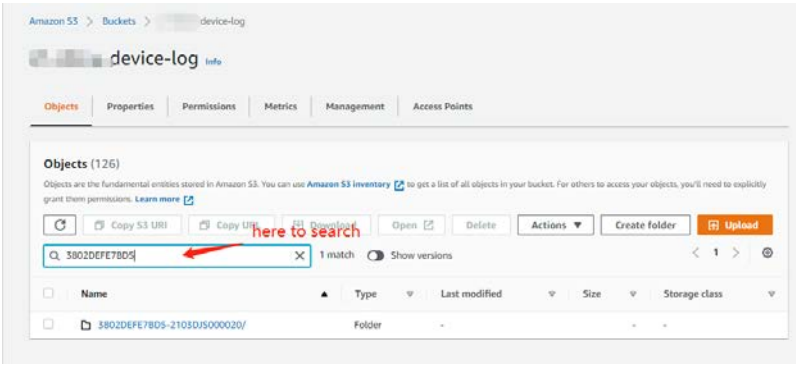 Amazon S3 > Buckets > device-log
device-log Info
Objects Properties Permissions Metrics Management Access Points
Objects (126)
Objects are the fundamental entities stored in Amazon S3. You can use Amazon S3 inventory to get a list of all objects in your bucket. For others to access your objects, you'll need to explicitly
grant them permissions. Learn more
Copy S3 URI Copy URL Download Open Delete Actions ▼ Create folder Upload
here to search
3802DEFE78D5 1 match Show versions < 1 >
Name Type Last modified Size Storage class
3802DEFE78D5-2103DJS000020/ Folder - - -